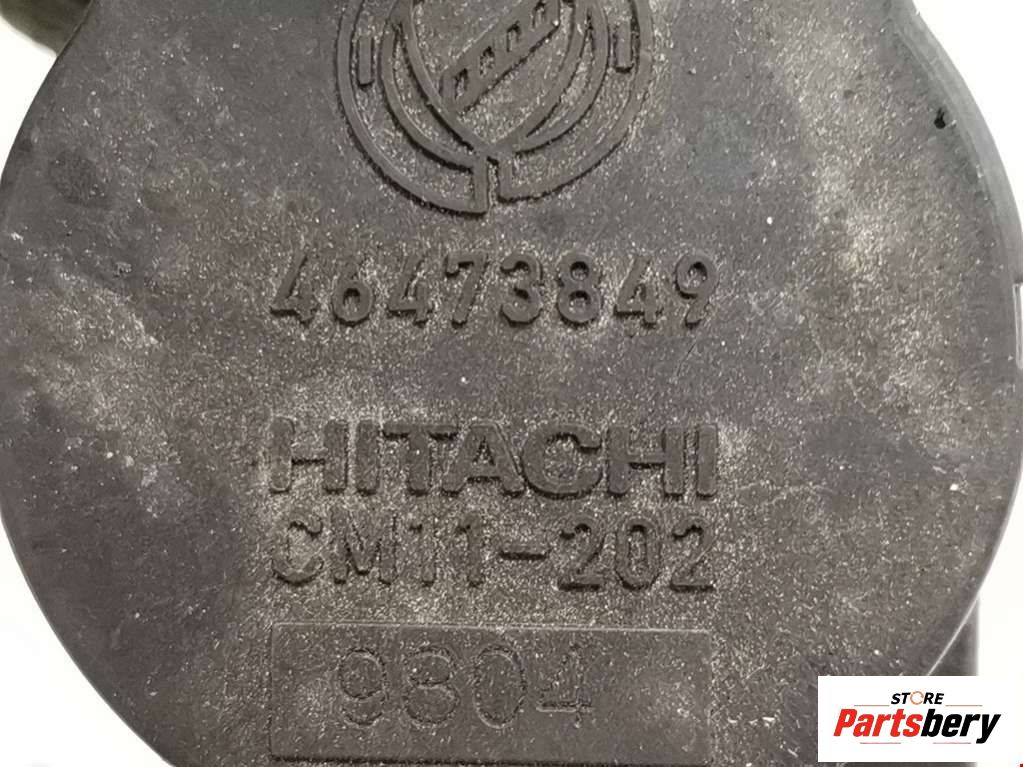 46473849
HITACHI
CM11-202
9804
STORE
Partsbery